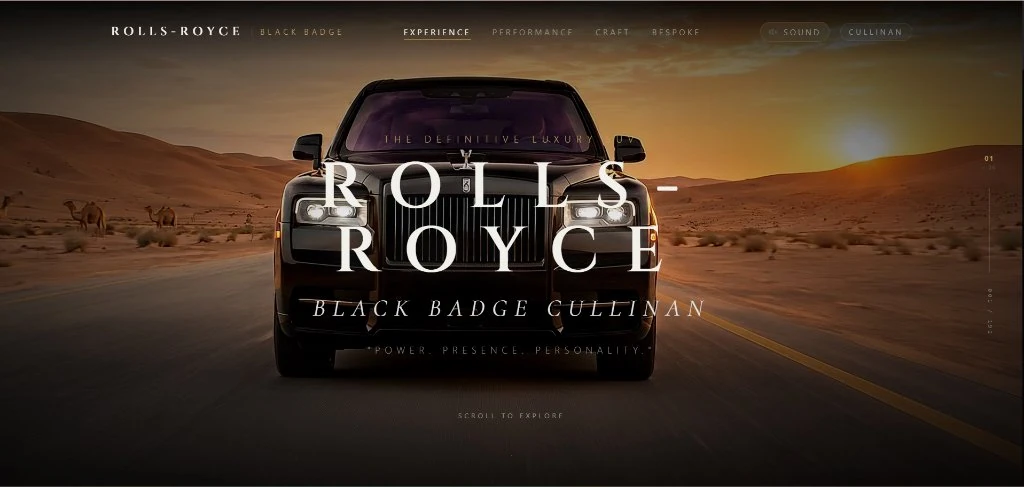 ROLLS-ROYCE BLACK BADGE EXPERIENCE PERFORMANCE CRAFT BESPOKE SOUND CULLINAN
THE DEFINITIVE LUXURY SUV
01
ROLLS-
ROYCE
BLACK BADGE CULLINAN
"POWER. PRESENCE. PERSONALITY."
SCROLL TO EXPLORE